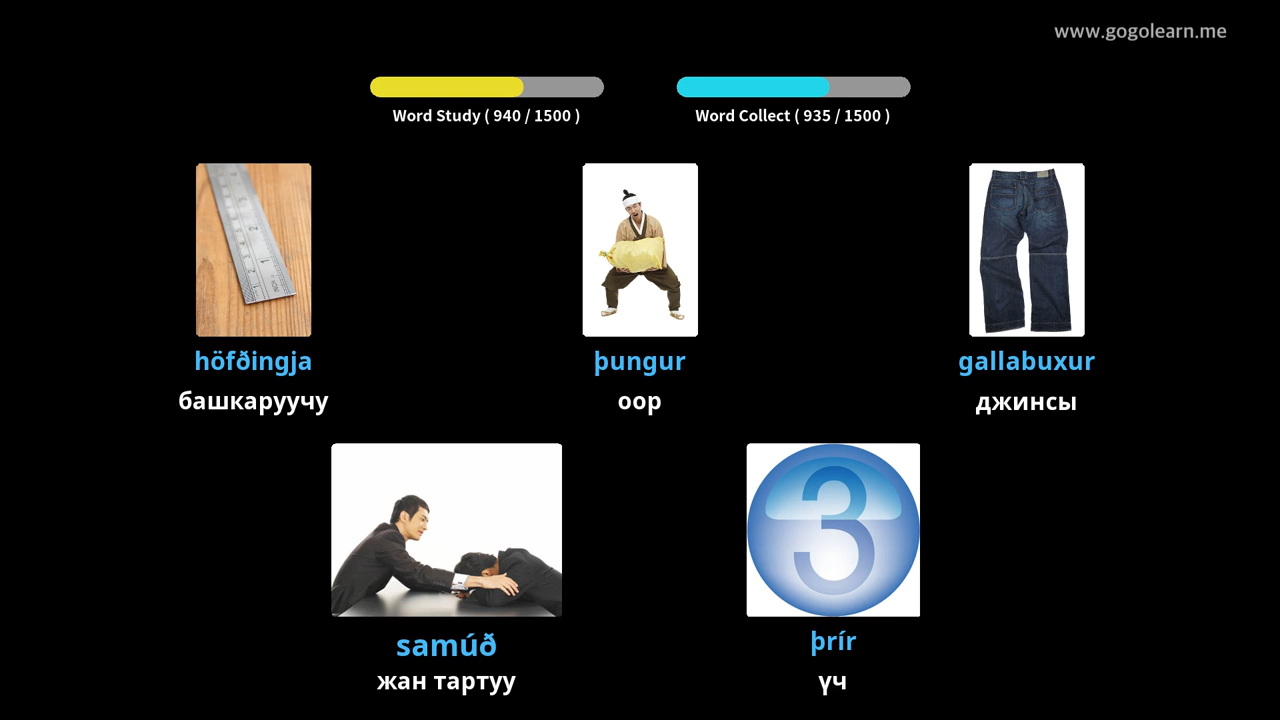 www.gogolearn.me
Word Study ( 940 / 1500 )
Word Collect ( 935 / 1500 )
höfðingja
þungur
gallabuxur
башкаруучу
оор
джинсы
samúð
þrír
жан тартуу
үч